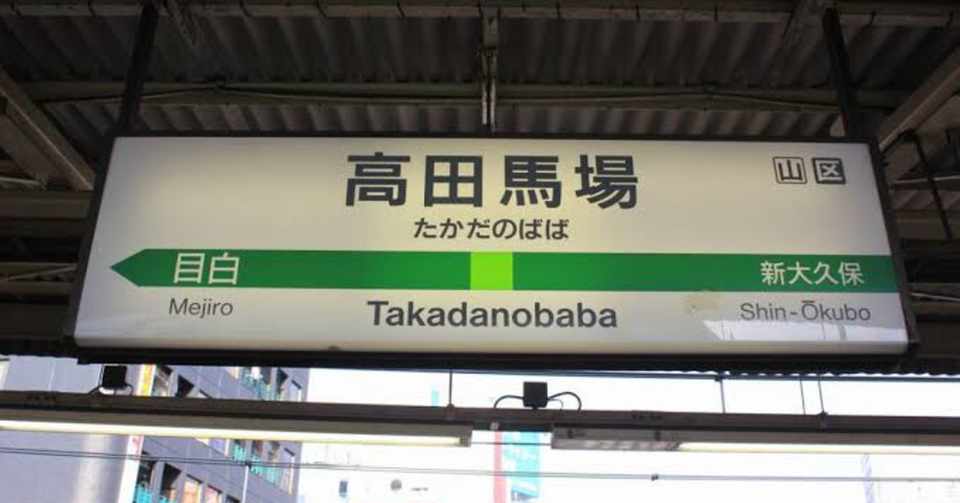 高田馬場
山 区
たかだのばば
目白
新大久保
Mejiro
Takadanobaba
Shin-Ōkubo